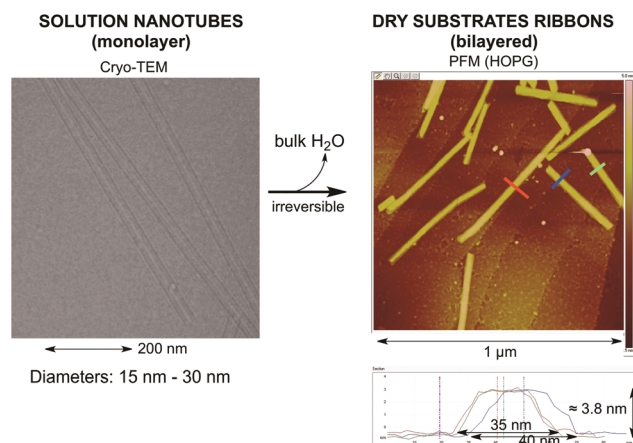 SOLUTION NANOTUBES
(monolayer)
Cryo-TEM
200 nm
Diameters: 15 nm - 30 nm
bulk H₂O
irreversible
DRY SUBSTRATES RIBBONS
(bilayered)
PFM (HOPG)
1 µm
Section
≈ 3.8 nm
35 nm
40 nm